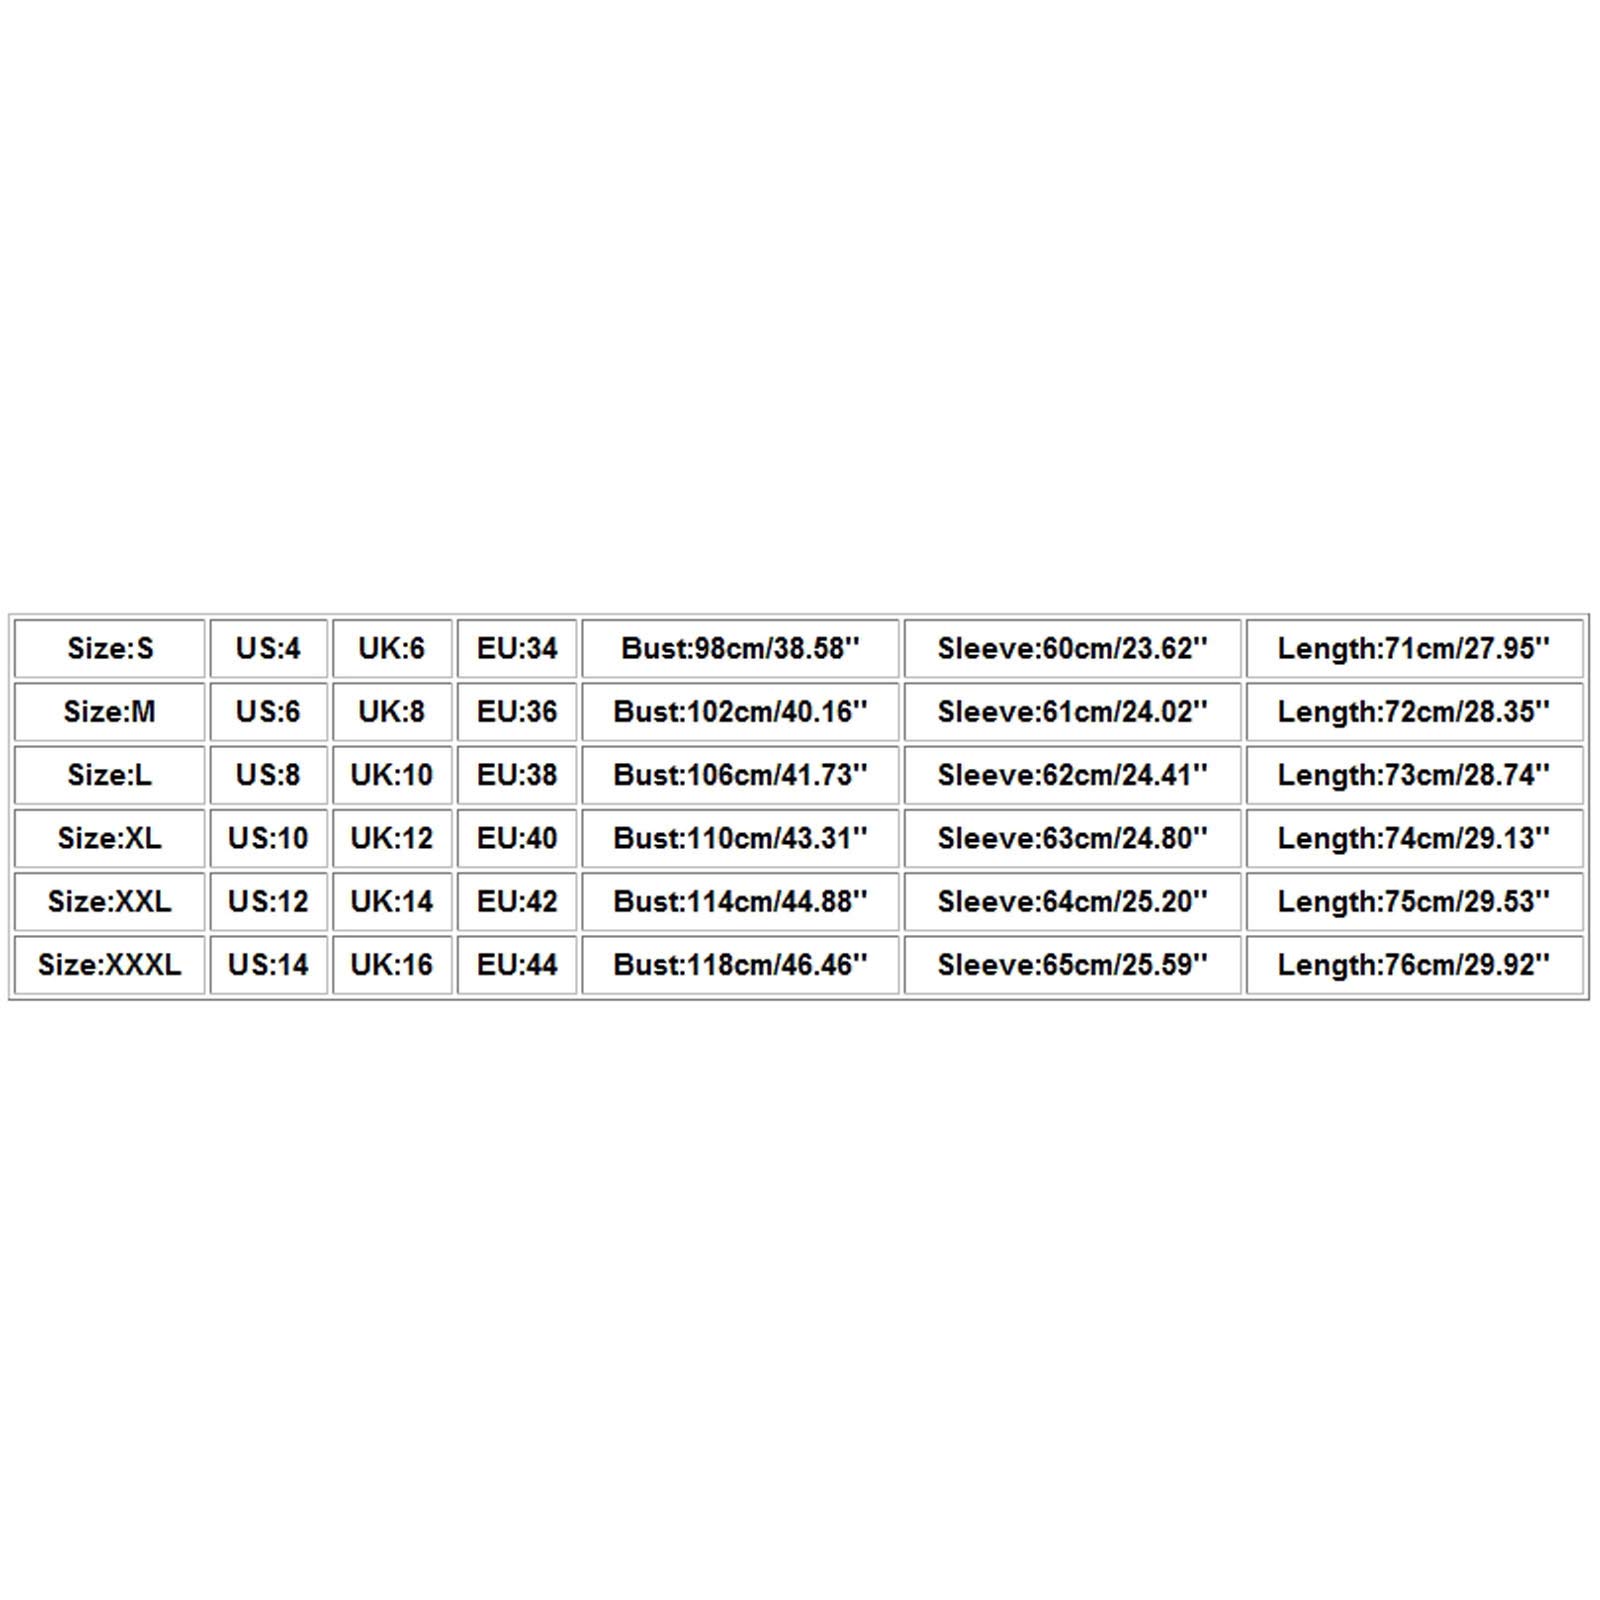 Size:S US:4 UK:6 EU:34 Bust:98cm/38.58'' Sleeve:60cm/23.62'' Length:71cm/27.95''
Size:M US:6 UK:8 EU:36 Bust:102cm/40.16'' Sleeve:61cm/24.02'' Length:72cm/28.35''
Size:L US:8 UK:10 EU:38 Bust:106cm/41.73'' Sleeve:62cm/24.41'' Length:73cm/28.74''
Size:XL US:10 UK:12 EU:40 Bust:110cm/43.31'' Sleeve:63cm/24.80'' Length:74cm/29.13''
Size:XXL US:12 UK:14 EU:42 Bust:114cm/44.88'' Sleeve:64cm/25.20'' Length:75cm/29.53''
Size:XXXL US:14 UK:16 EU:44 Bust:118cm/46.46'' Sleeve:65cm/25.59'' Length:76cm/29.92''